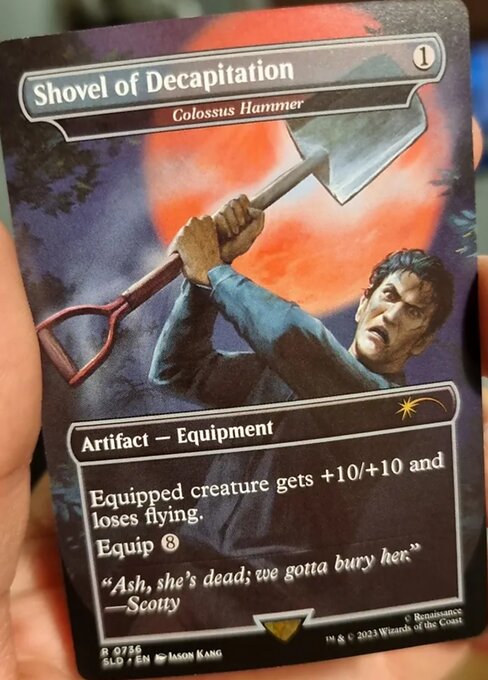 Shovel of Decapitation 1
Colossus Hammer
Artifact — Equipment
Equipped creature gets +10/+10 and
loses flying.
Equip 8
“Ash, she’s dead; we gotta bury her.”
—Scotty
R 0736
SLD • EN Jason Kang
© Renaissance
™ & © 2023 Wizards of the Coast